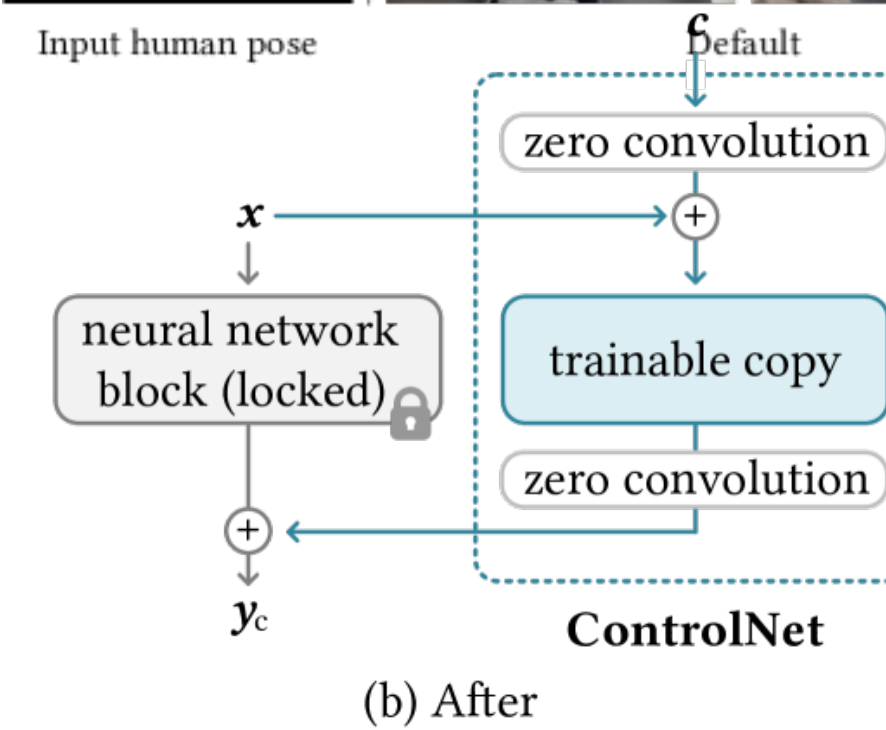 Input human pose
Default
c
zero convolution
x
+
neural network
block (locked)
trainable copy
zero convolution
+
y_c
ControlNet
(b) After